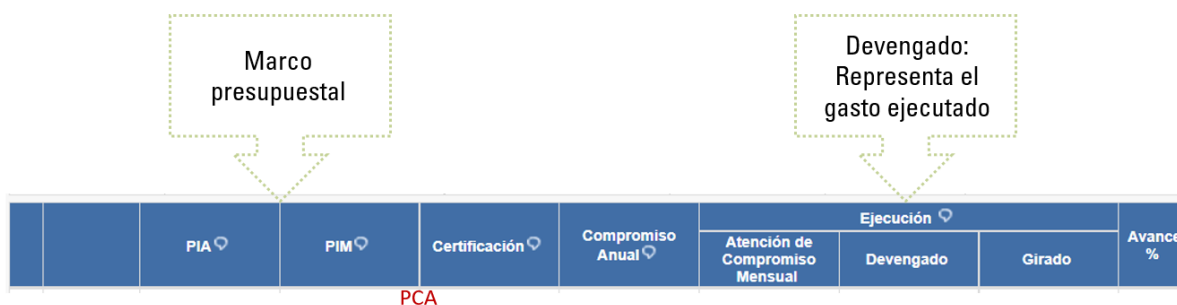 Marco
presupuestal
Devengado:
Representa el
gasto ejecutado
PIA
PIM
Certificación
Compromiso
Anual
Ejecución
Atención de
Compromiso
Mensual
Devengado
Girado
Avance
%
PCA